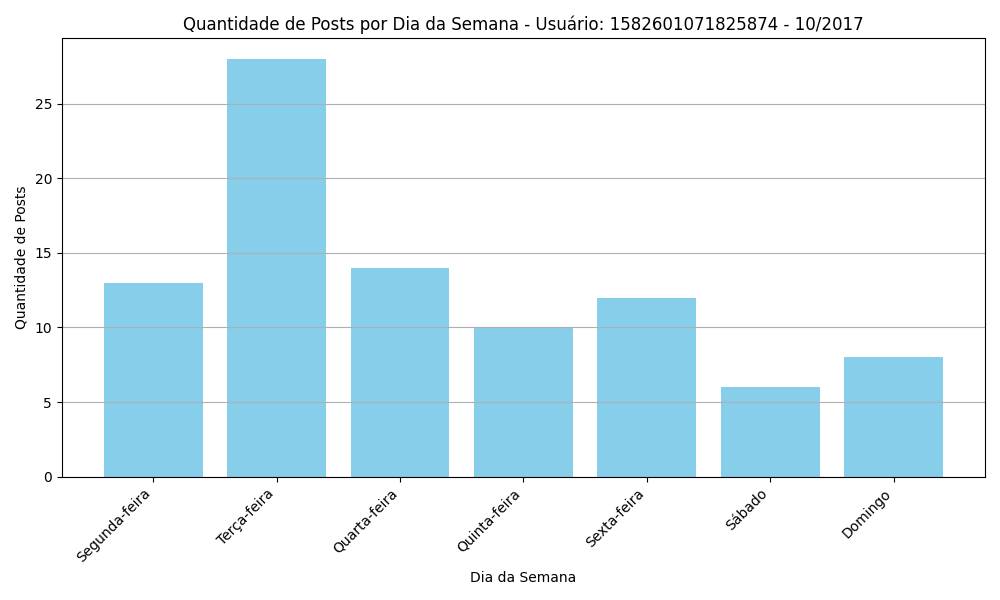 Quantidade de Posts por Dia da Semana - Usuário: 1582601071825874 - 10/2017
Quantidade de Posts
25
20
15
10
5
0
Segunda-feira
Terça-feira
Quarta-feira
Quinta-feira
Sexta-feira
Sábado
Domingo
Dia da Semana